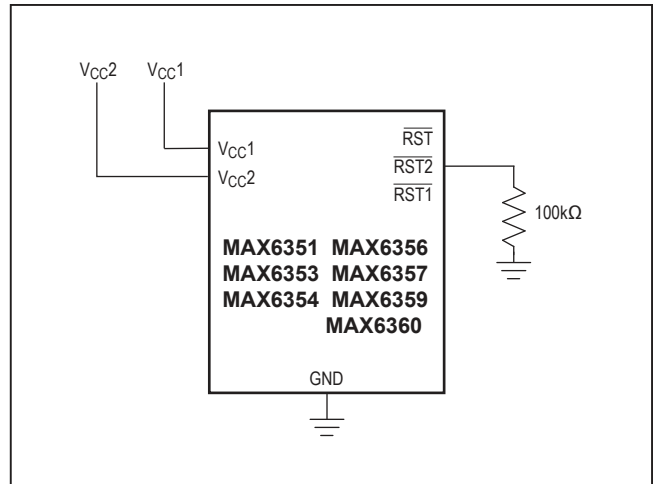 VCC2 VCC1
VCC1
VCC2
RST
RST2
RST1
100kΩ
MAX6351 MAX6356
MAX6353 MAX6357
MAX6354 MAX6359
MAX6360
GND